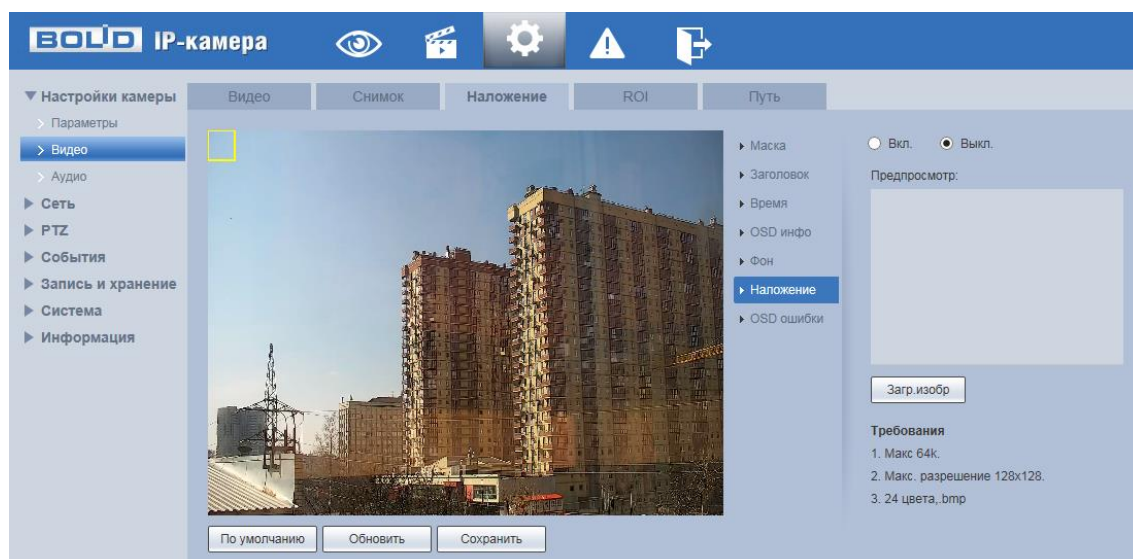 BOLID IP-камера
Настройки камеры
Параметры
Видео
Аудио
Сеть
PTZ
События
Запись и хранение
Система
Информация
Видео
Снимок
Наложение
ROI
Путь
Маска
Заголовок
Время
OSD инфо
Фон
Наложение
OSD ошибки
Вкл. Выкл.
Предпросмотр:
Загр.изобр
Требования
1. Макс 64k.
2. Макс. разрешение 128x128.
3. 24 цвета,.bmp
По умолчанию
Обновить
Сохранить